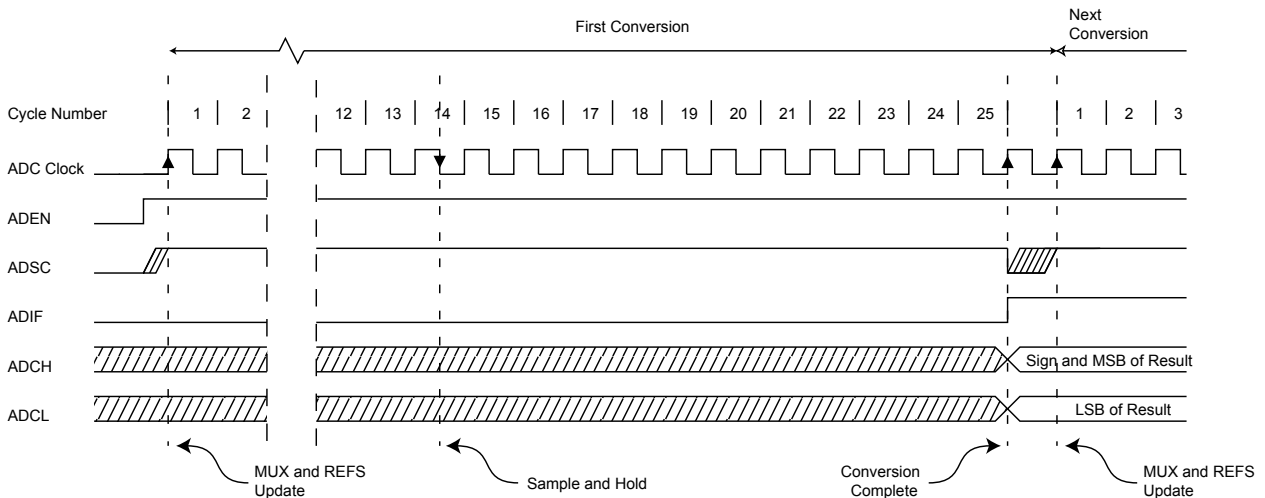 First Conversion
Next
Conversion
Cycle Number 1 2 12 13 14 15 16 17 18 19 20 21 22 23 24 25 1 2 3
ADC Clock
ADEN
ADSC
ADIF
ADCH Sign and MSB of Result
ADCL LSB of Result
MUX and REFS
Update
Sample and Hold
Conversion
Complete
MUX and REFS
Update